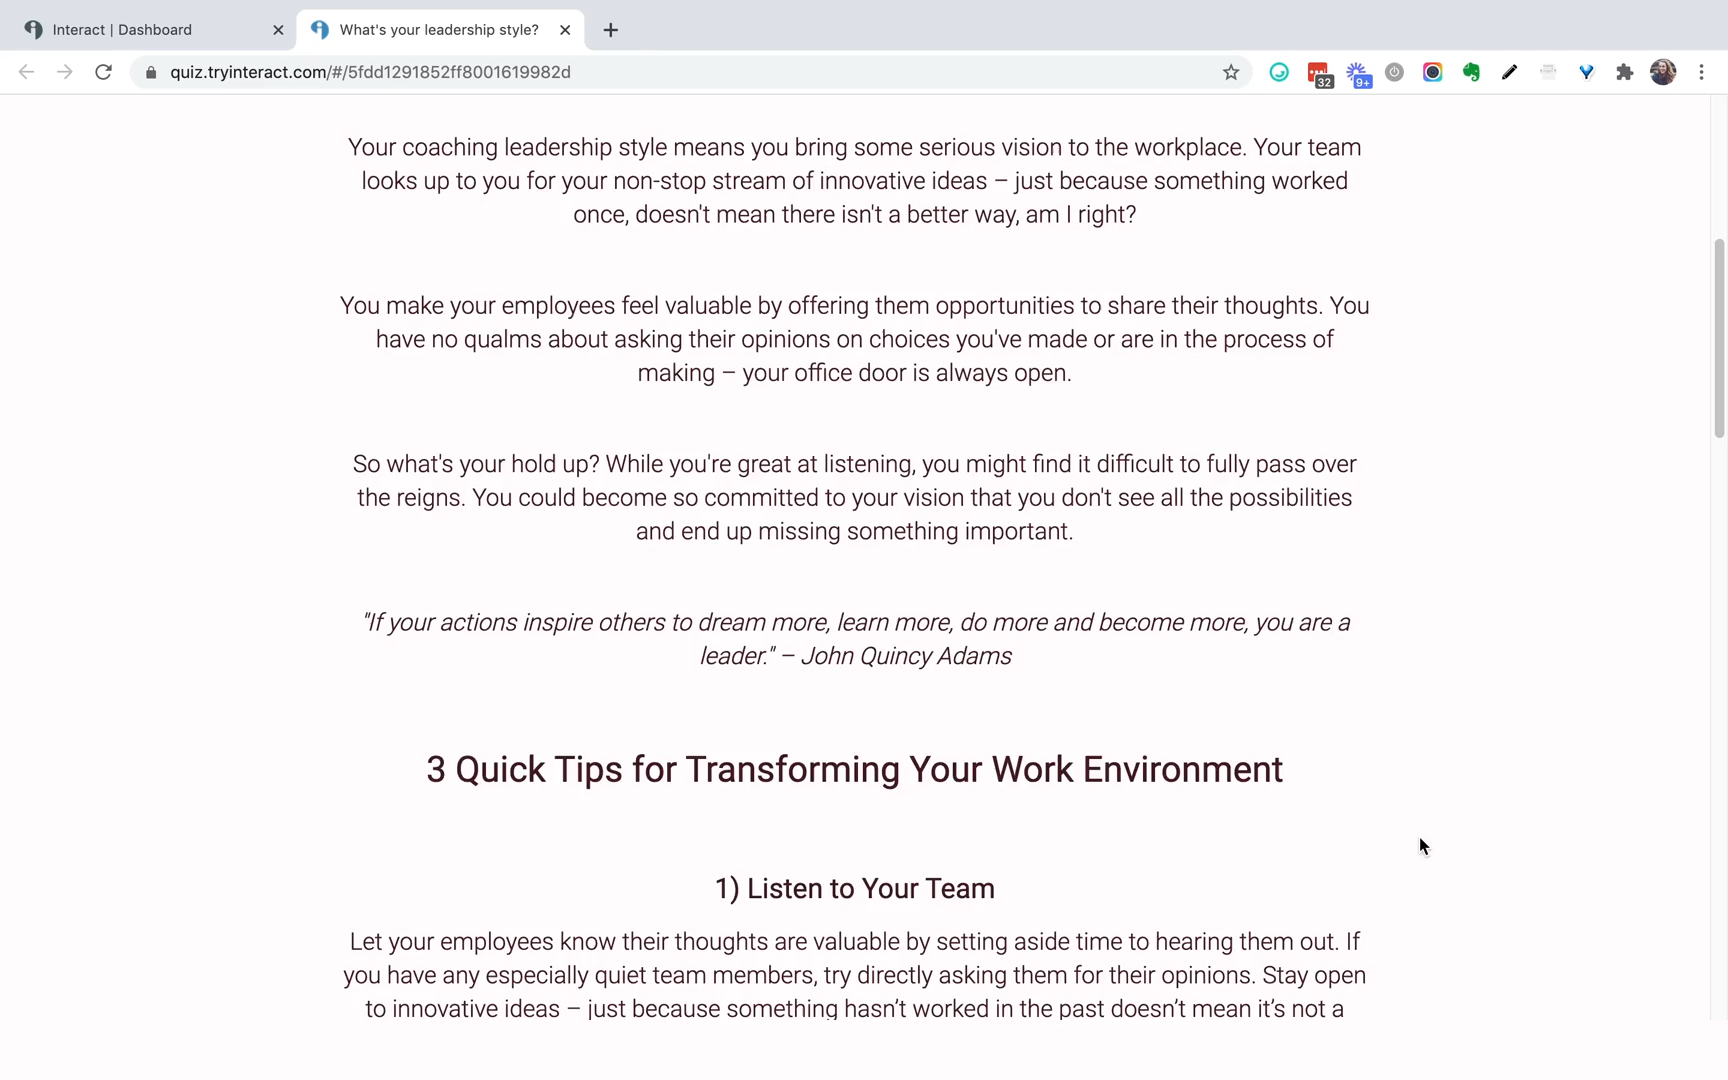 Interact | Dashboard
What's your leadership style?
quiz.tryinteract.com/#/5fdd1291852ff8001619982d
32
9+
Your coaching leadership style means you bring some serious vision to the workplace. Your team
looks up to you for your non-stop stream of innovative ideas – just because something worked
once, doesn't mean there isn't a better way, am I right?
You make your employees feel valuable by offering them opportunities to share their thoughts. You
have no qualms about asking their opinions on choices you've made or are in the process of
making – your office door is always open.
So what's your hold up? While you're great at listening, you might find it difficult to fully pass over
the reigns. You could become so committed to your vision that you don't see all the possibilities
and end up missing something important.
"If your actions inspire others to dream more, learn more, do more and become more, you are a
leader." – John Quincy Adams
3 Quick Tips for Transforming Your Work Environment
1) Listen to Your Team
Let your employees know their thoughts are valuable by setting aside time to hearing them out. If
you have any especially quiet team members, try directly asking them for their opinions. Stay open
to innovative ideas – just because something hasn’t worked in the past doesn’t mean it’s not a